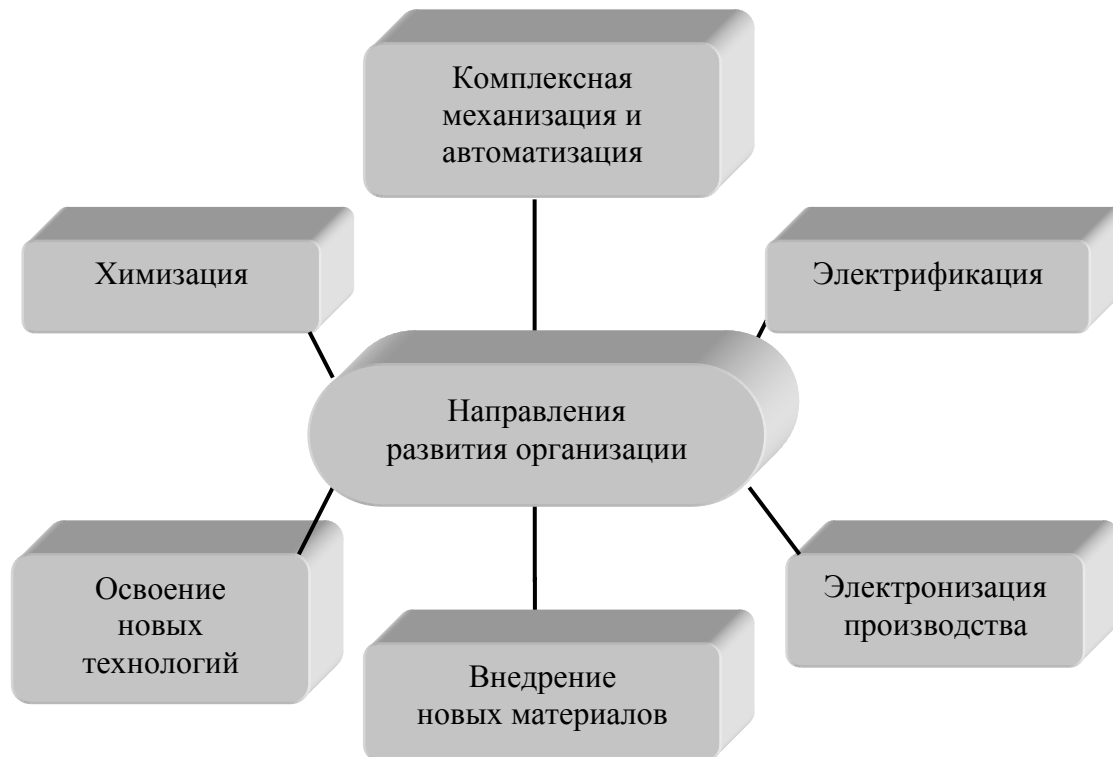 Комплексная
механизация и
автоматизация
Химизация
Электрификация
Направления
развития организации
Освоение
новых
технологий
Электронизация
производства
Внедрение
новых материалов